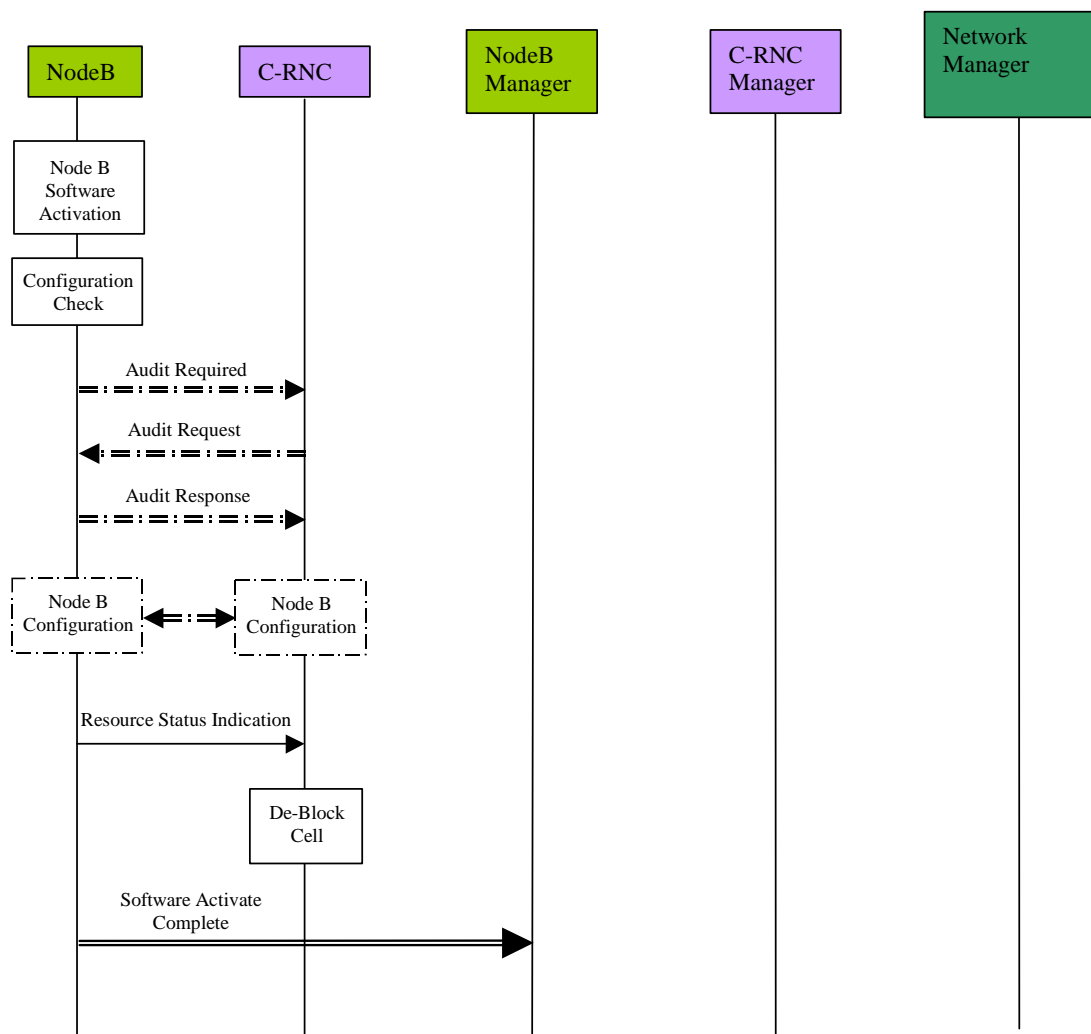 NodeB
C-RNC
NodeB
Manager
C-RNC
Manager
Network
Manager
Node B
Software
Activation
Configuration
Check
Audit Required
Audit Request
Audit Response
Node B
Configuration
Node B
Configuration
Resource Status Indication
De-Block
Cell
Software Activate
Complete